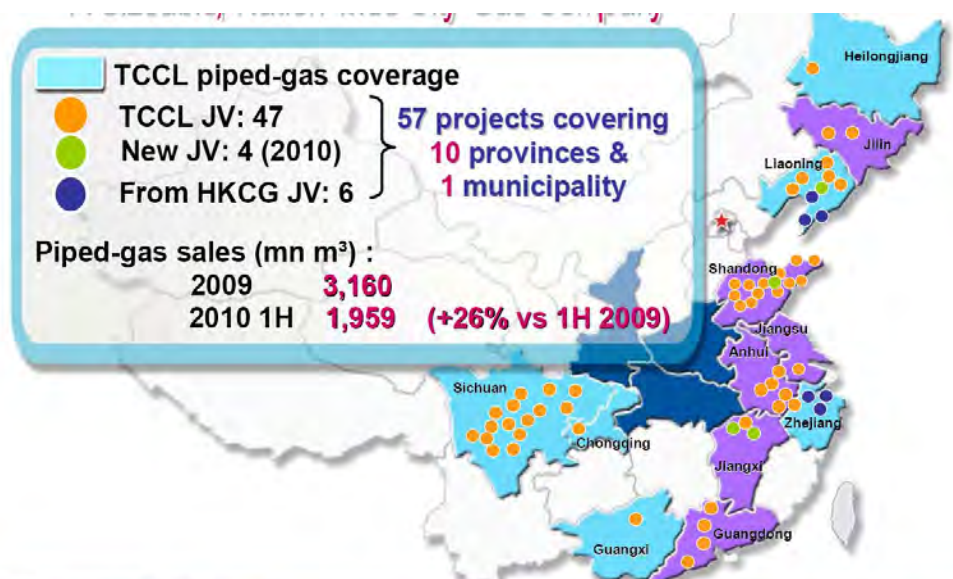 TCCL piped-gas coverage
TCCL JV: 47
New JV: 4 (2010)
From HKCG JV: 6
57 projects covering
10 provinces &
1 municipality
Piped-gas sales (mn m³) :
2009 3,160
2010 1H 1,959 (+26% vs 1H 2009)
Heilongjiang
Jilin
Liaoning
Shandong
Jiangsu
Anhui
Sichuan
Chongqing
Zhejiang
Jiangxi
Guangxi
Guangdong